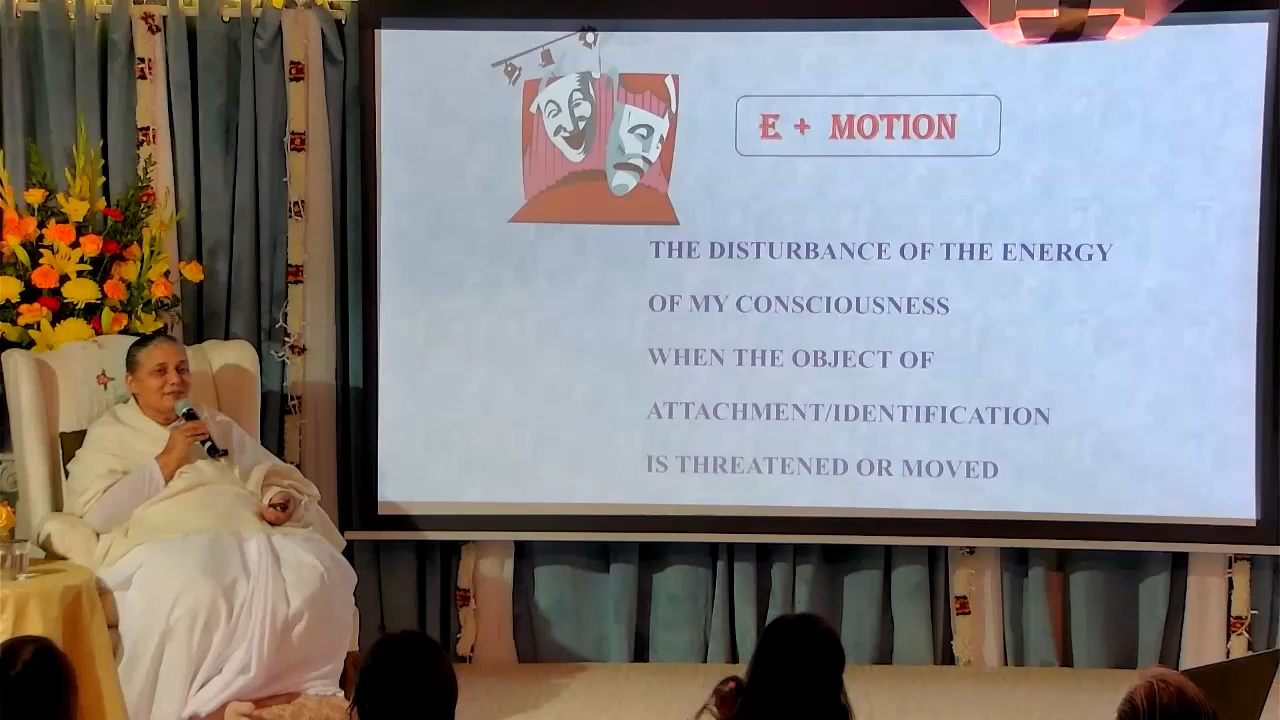 E + MOTION
THE DISTURBANCE OF THE ENERGY
OF MY CONSCIOUSNESS
WHEN THE OBJECT OF
ATTACHMENT/IDENTIFICATION
IS THREATENED OR MOVED